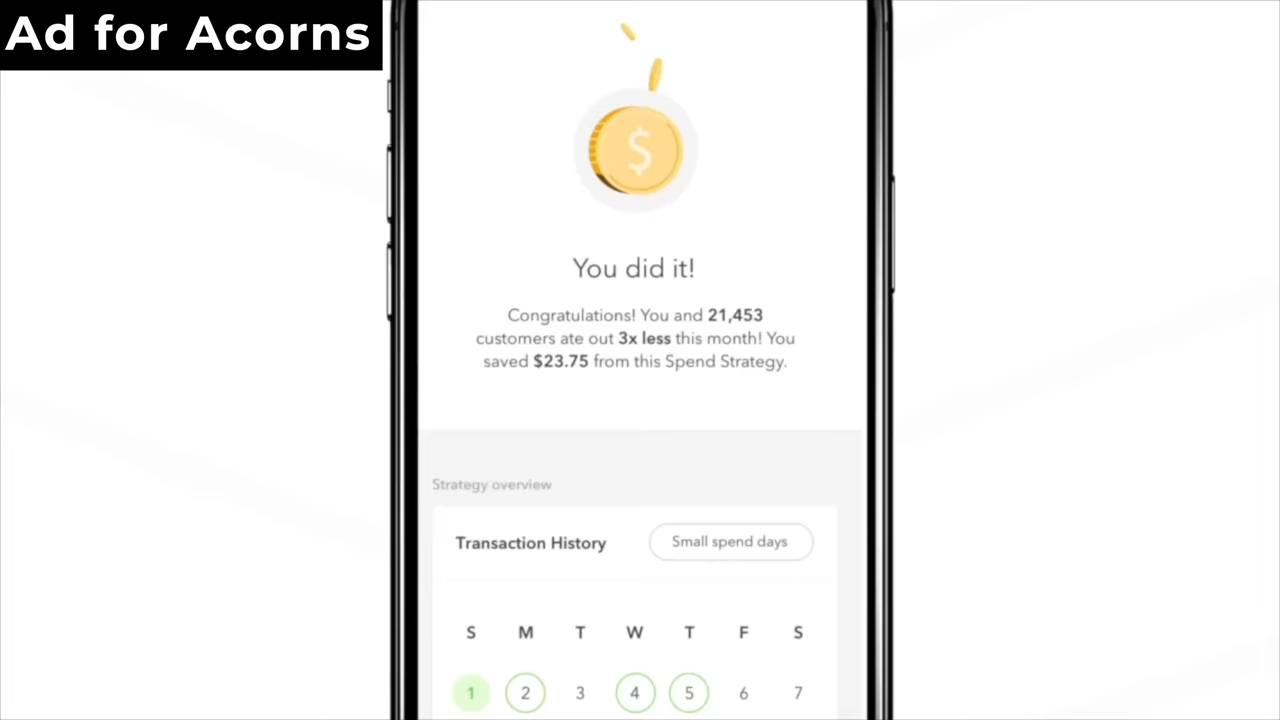 Ad for Acorns
$
You did it!
Congratulations! You and 21,453
customers ate out 3x less this month! You
saved $23.75 from this Spend Strategy.
Strategy overview
Transaction History
Small spend days
S M T W T F S
1 2 3 4 5 6 7